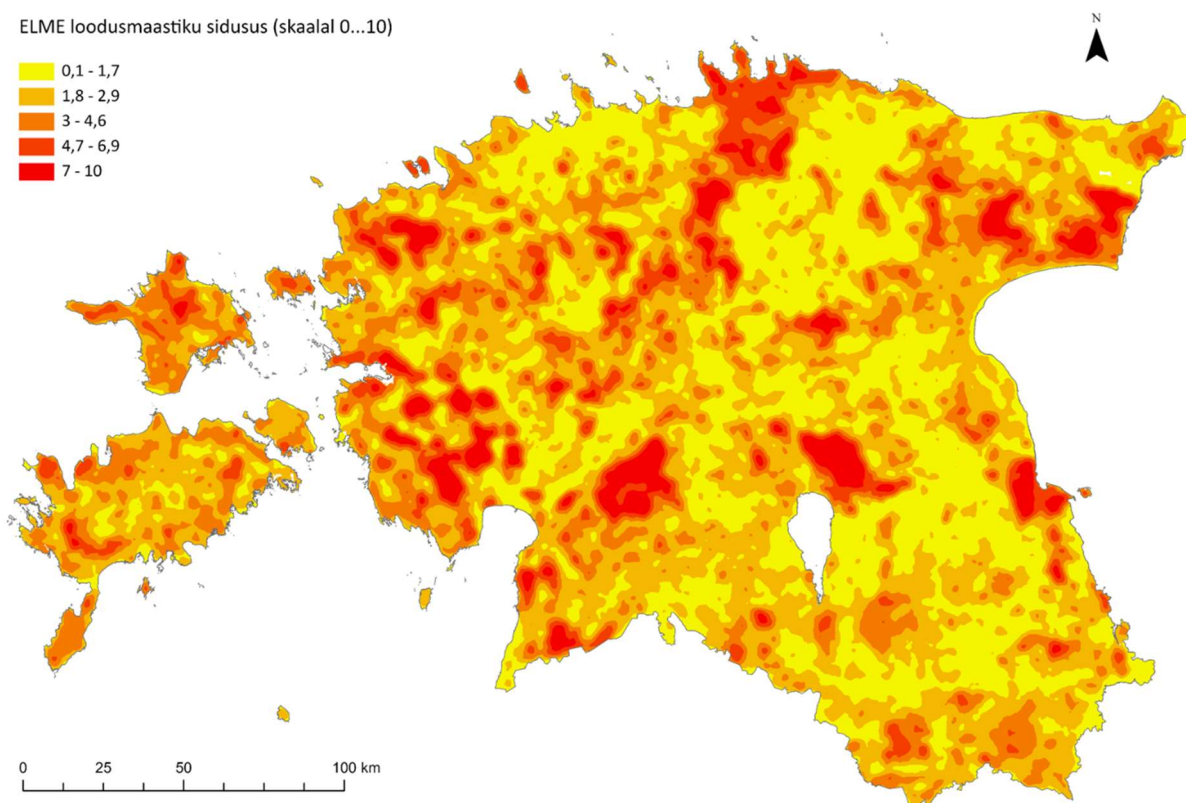 ELME loodusmaastiku sidusus (skaalal 0...10)
N
0,1 - 1,7
1,8 - 2,9
3 - 4,6
4,7 - 6,9
7 - 10
0 25 50 100 km